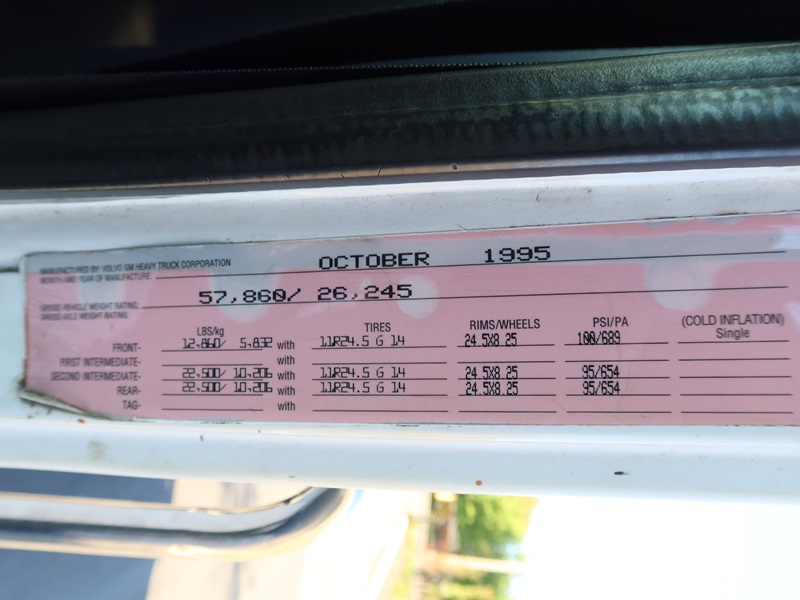 MANUFACTURED BY: VOLVO GM HEAVY TRUCK CORPORATION
MONTH AND YEAR OF MANUFACTURE: OCTOBER 1995
GROSS VEHICLE WEIGHT RATING: 57,860/ 26,245
GROSS AXLE WEIGHT RATING:
LBS/kg TIRES RIMS/WHEELS PSI/PA (COLD INFLATION)
FRONT- 12,860/ 5,832 with 11R24.5 G 14 24.5X8.25 100/689 Single
FIRST INTERMEDIATE- with
SECOND INTERMEDIATE- 22,500/ 10,206 with 11R24.5 G 14 24.5X8.25 95/654
REAR- 22,500/ 10,206 with 11R24.5 G 14 24.5X8.25 95/654
TAG- with